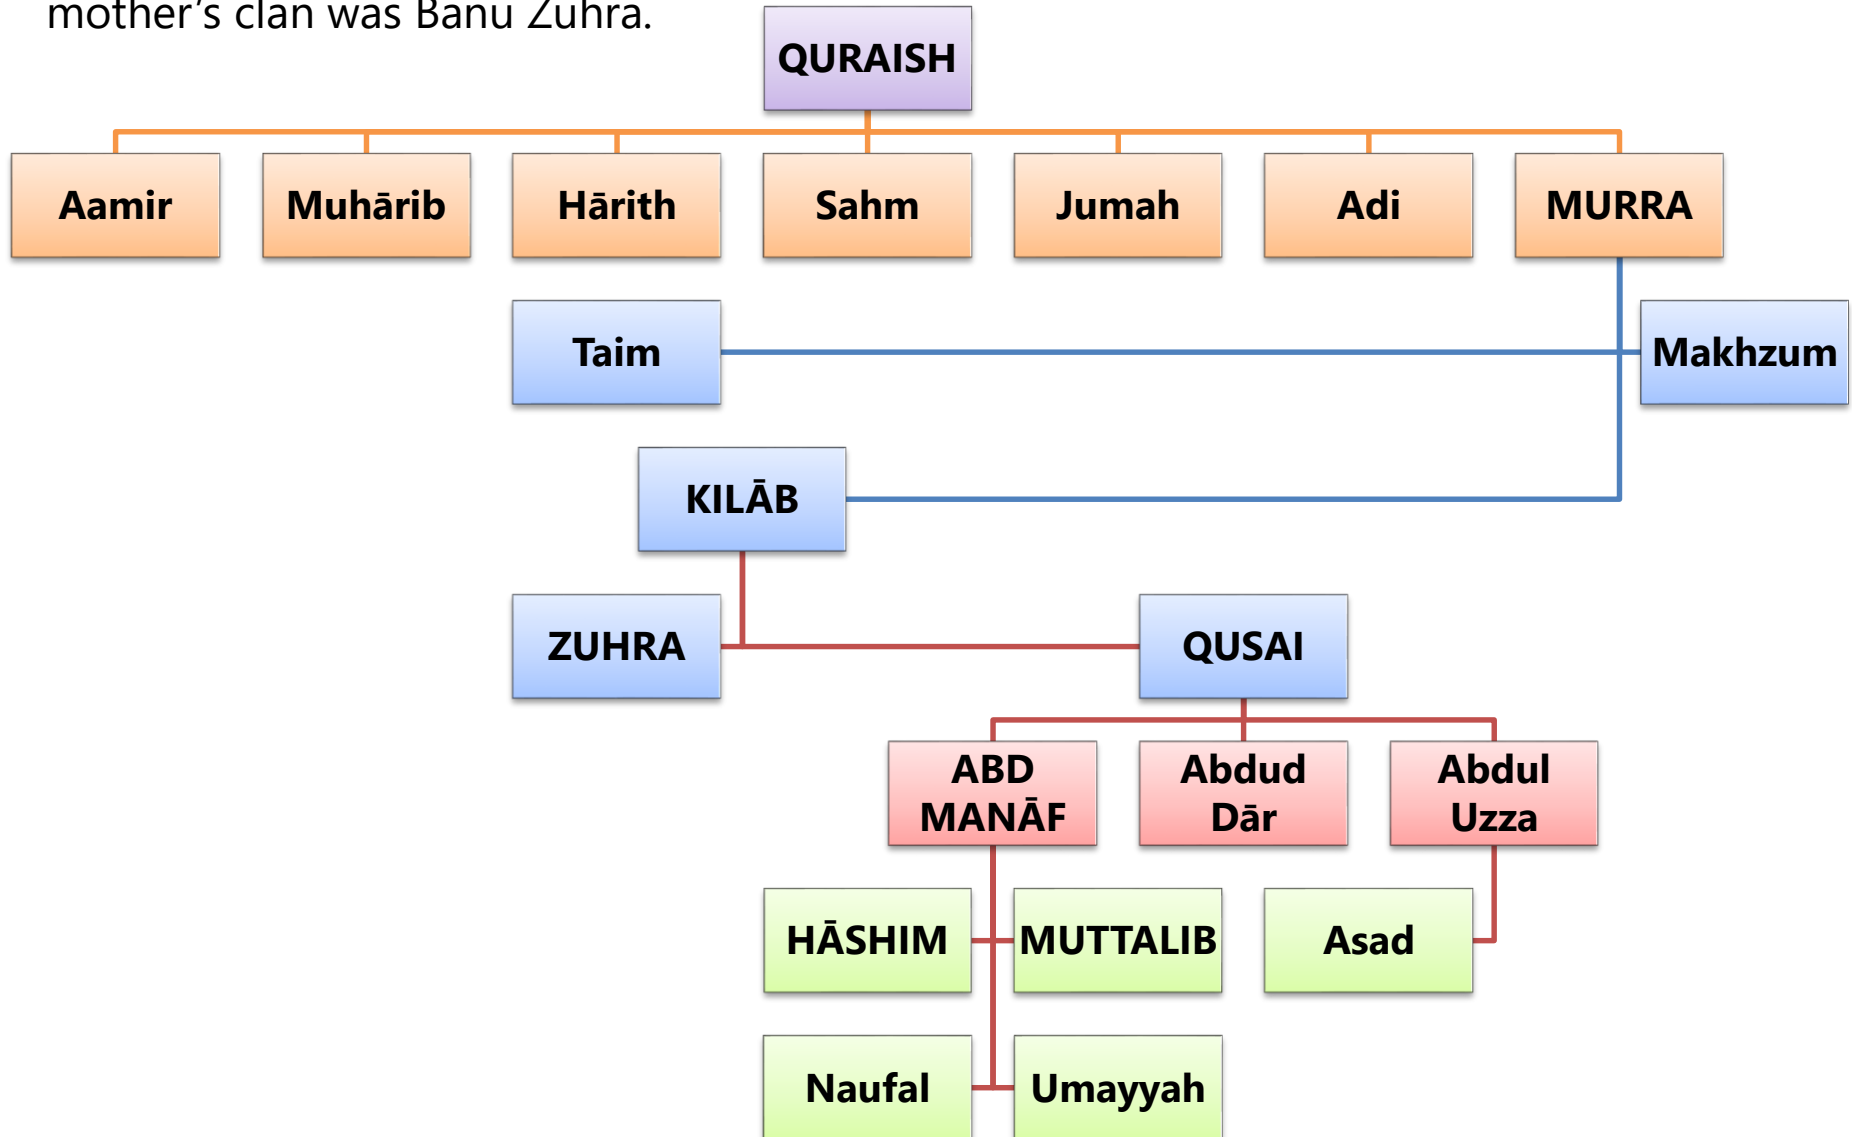 mother’s clan was Banu Zuhra.
QURAISH
Aamir
Muhārib
Hārith
Sahm
Jumah
Adi
MURRA
Taim
Makhzum
KILĀB
ZUHRA
QUSAI
ABD
MANĀF
Abdud
Dār
Abdul
Uzza
HĀSHIM
MUTTALIB
Asad
Naufal
Umayyah